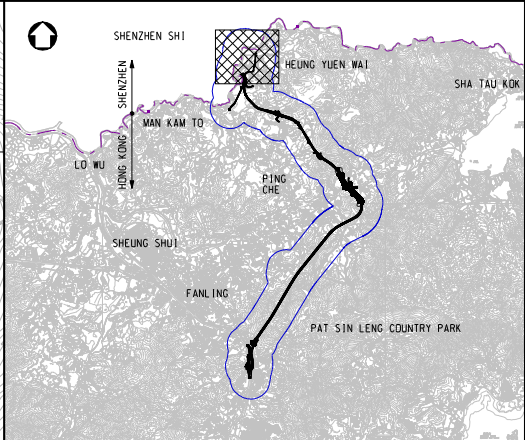 SHENZHEN SHI
HEUNG YUEN WAI
SHENZHEN
SHA TAU KOK
MAN KAM TO
HONG KONG
LO WU
PING
CHE
SHEUNG SHUI
FANLING
PAT SIN LENG COUNTRY PARK